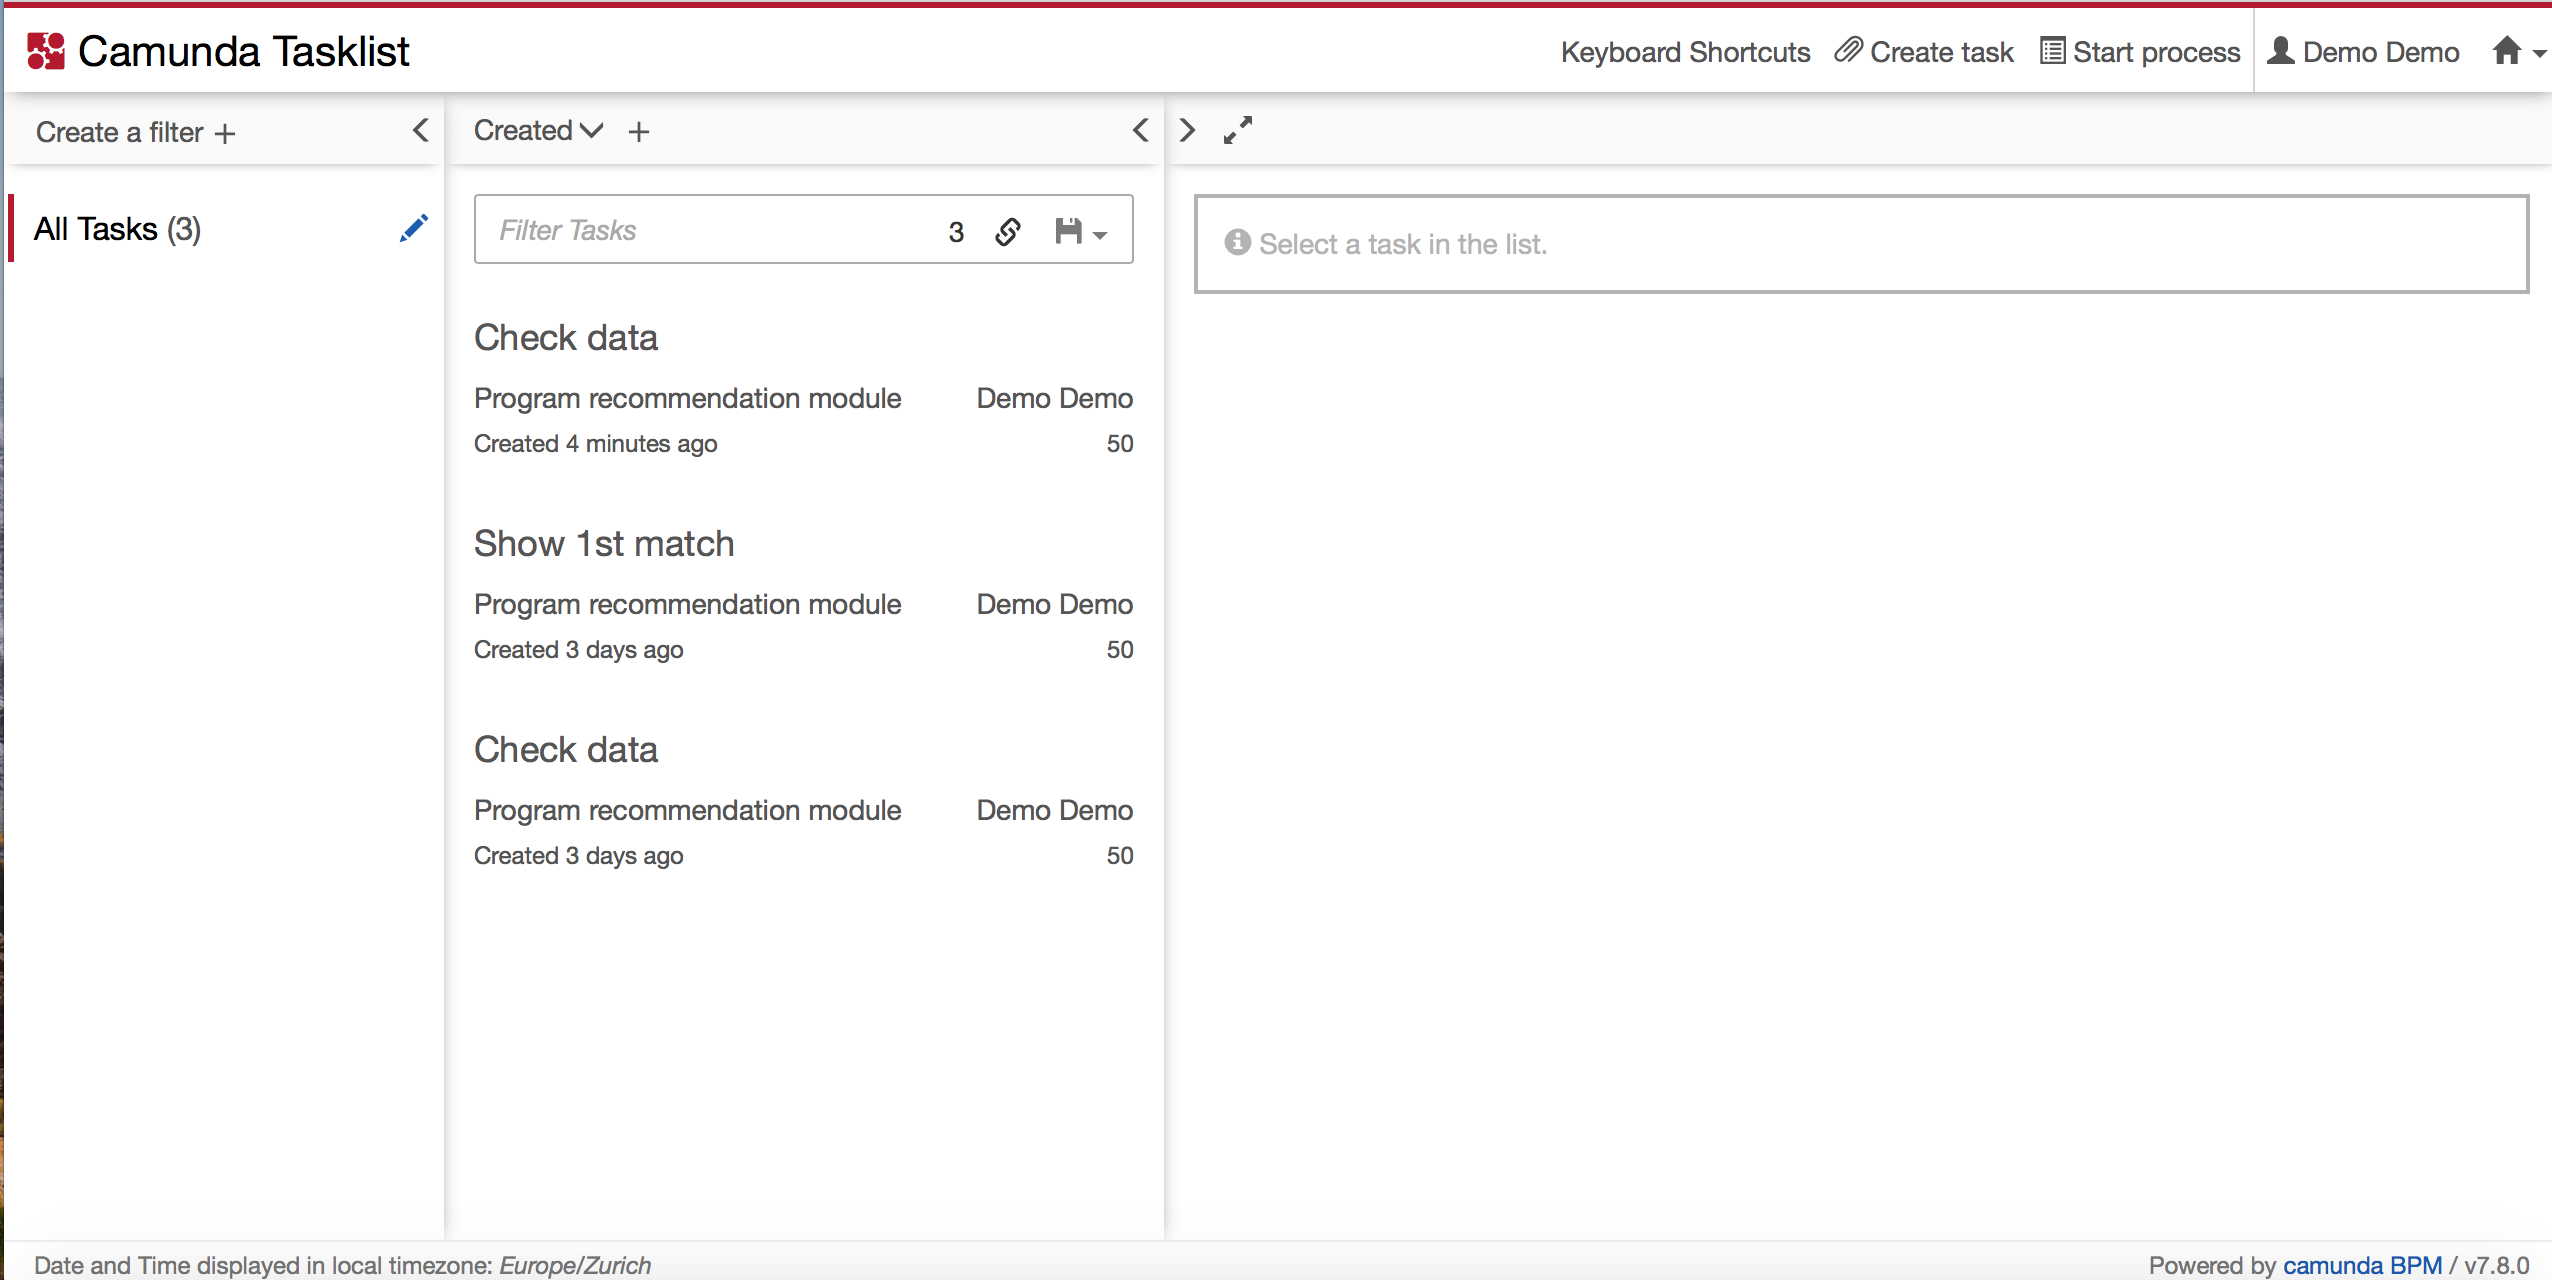 Camunda Tasklist
Keyboard Shortcuts Create task Start process Demo Demo
Create a filter +
Created +
All Tasks (3)
Filter Tasks 3
Select a task in the list.
Check data
Program recommendation module Demo Demo
Created 4 minutes ago 50
Show 1st match
Program recommendation module Demo Demo
Created 3 days ago 50
Check data
Program recommendation module Demo Demo
Created 3 days ago 50
Date and Time displayed in local timezone: Europe/Zurich
Powered by camunda BPM / v7.8.0